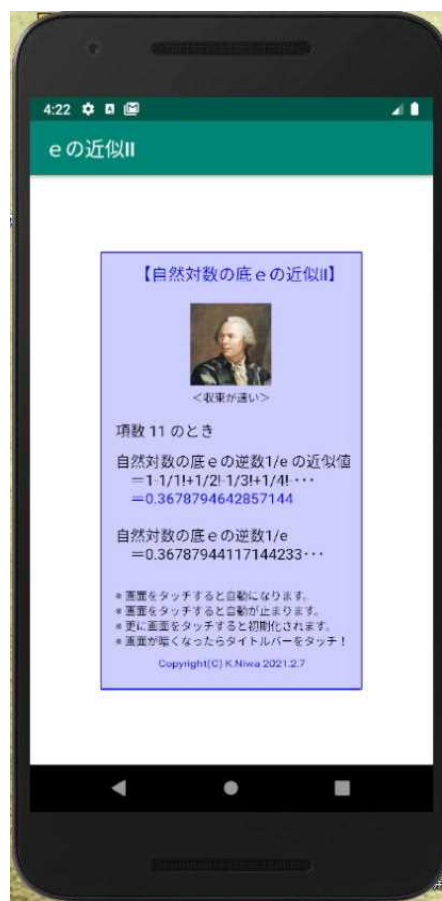 4:22
eの近似II
【自然対数の底eの近似II】
<収束が速い>
項数 11 のとき
自然対数の底eの逆数1/e の近似値
=1-1/1!+1/2!-1/3!+1/4!-･･･
=0.3678794642857144
自然対数の底eの逆数1/e
=0.36787944117144233･･･
* 画面をタッチすると自動になります。
* 画面をタッチすると自動が止まります。
* 更に画面をタッチすると初期化されます。
* 画面が暗くなったらタイトルバーをタッチ！
Copyright(C) K.Niwa 2021.2.7